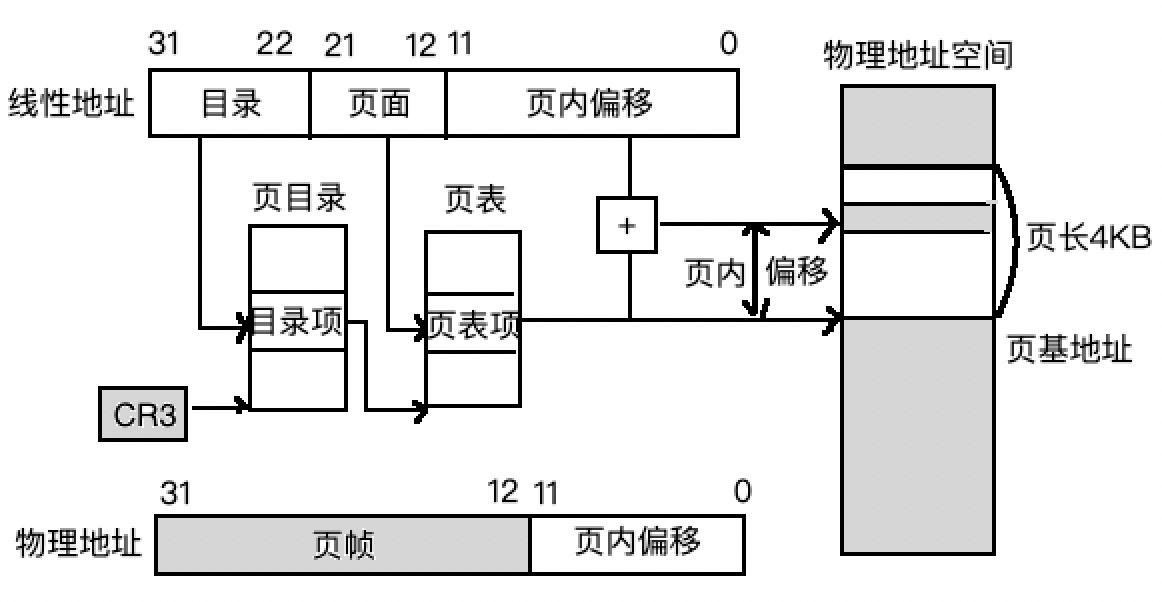 31 22 21 12 11 0
物理地址空间
线性地址 目录 页面 页内偏移
页目录 页表
+
页长4KB
页内 偏移
目录项 页表项
页基地址
CR3
31 12 11 0
物理地址 页帧 页内偏移